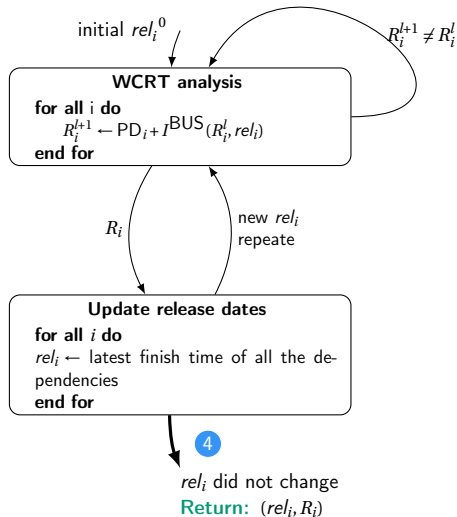 initial rel_i^0
R_i^{l+1} ≠ R_i^l
WCRT analysis
for all i do
R_i^{l+1} ← PD_i + I^{BUS}(R_i^l, rel_i)
end for
R_i
new rel_i
repeat
Update release dates
for all i do
rel_i ← latest finish time of all the de-
pendencies
end for
4
rel_i did not change
Return: (rel_i, R_i)